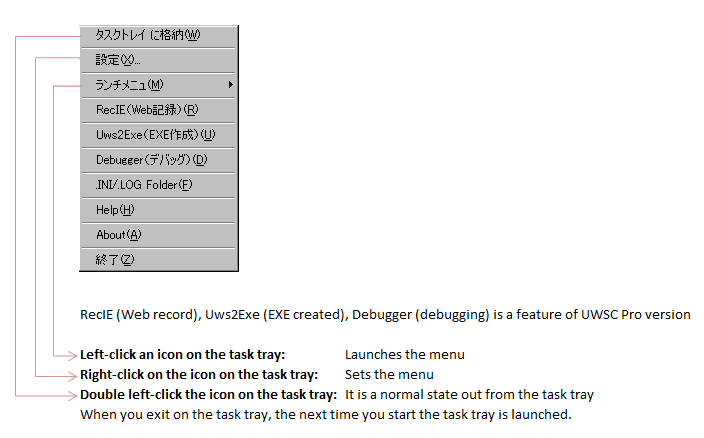 タスクトレイに格納(W)
設定(X)...
ランチメニュ(M)
RecIE(Web記録)(R)
Uws2Exe(EXE作成)(U)
Debugger(デバッグ)(D)
.INI/.LOG Folder(F)
Help(H)
About(A)
終了(Z)
RecIE (Web record), Uws2Exe (EXE created), Debugger (debugging) is a feature of UWSC Pro version
Left-click an icon on the task tray: Launches the menu
Right-click on the icon on the task tray: Sets the menu
Double left-click the icon on the task tray: It is a normal state out from the task tray
When you exit on the task tray, the next time you start the task tray is launched.